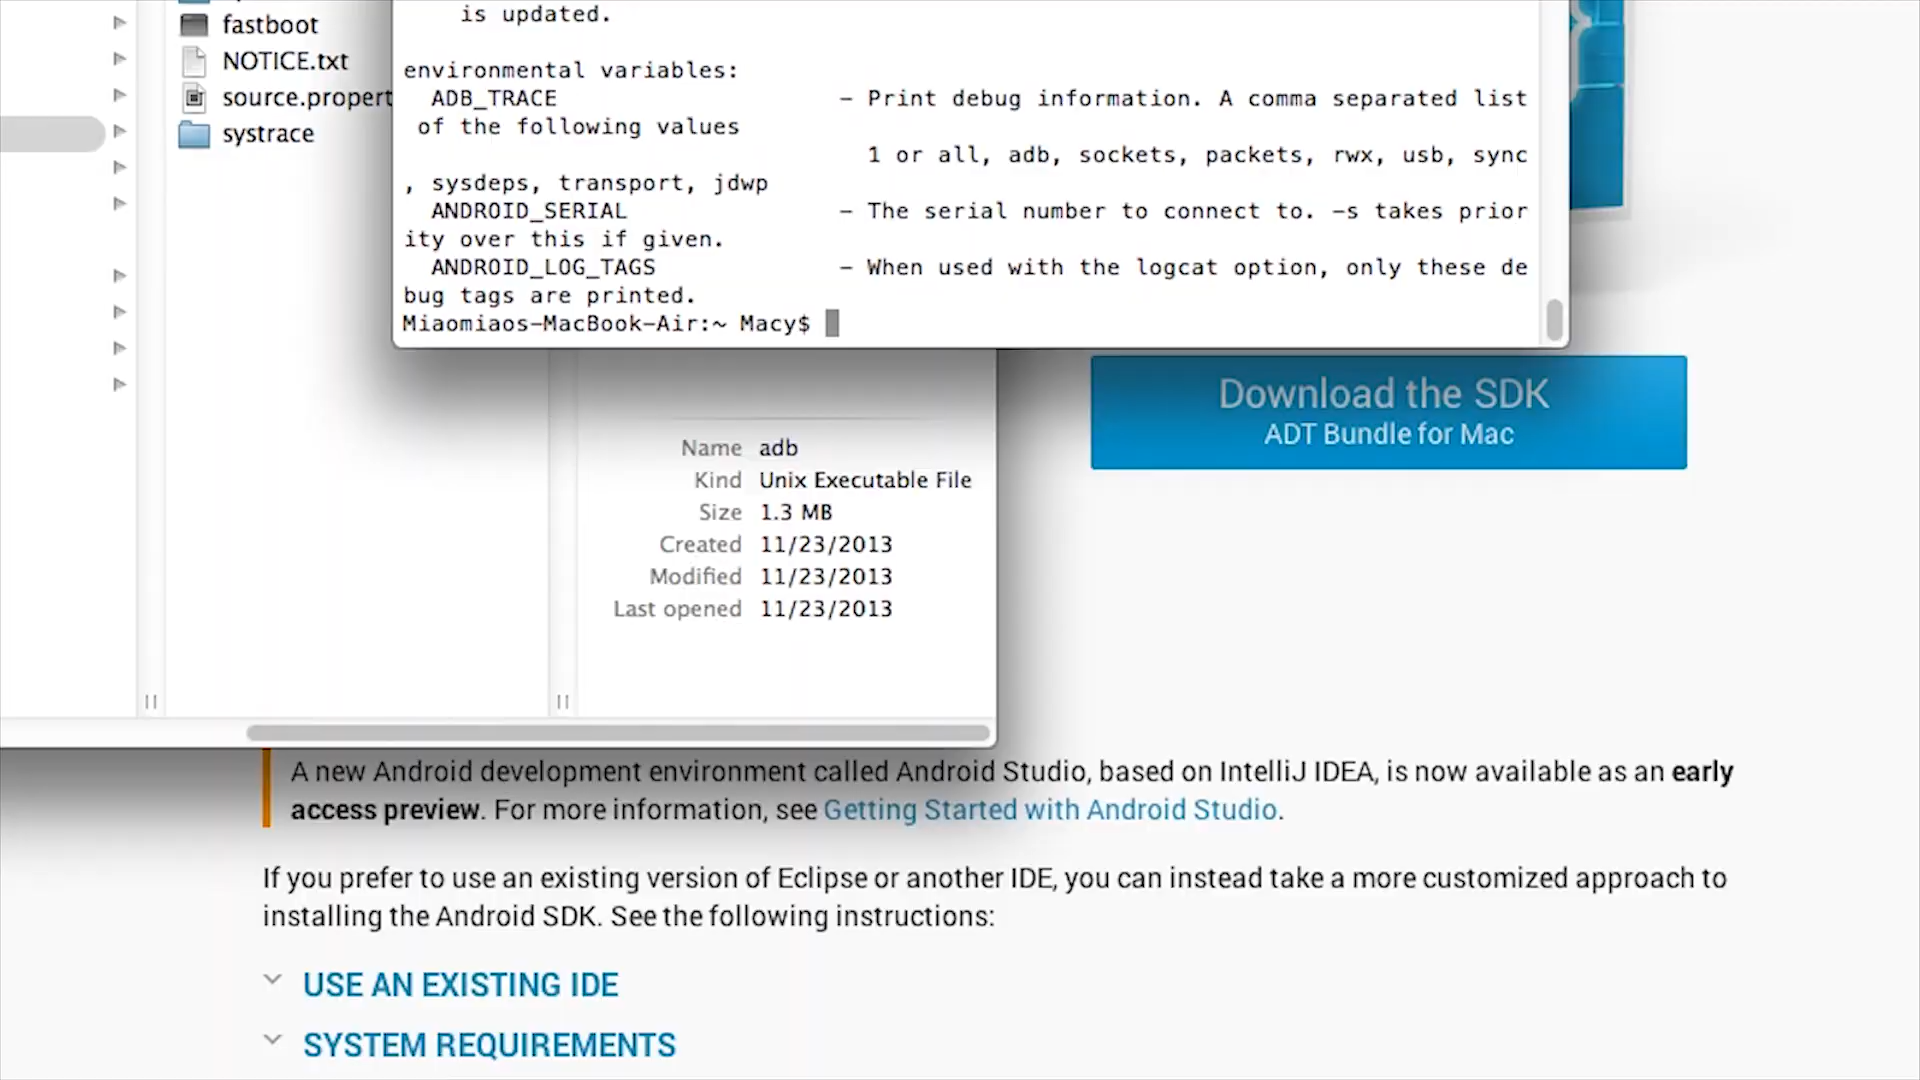 fastboot
NOTICE.txt
source.propert
systrace
is updated.
environmental variables:
ADB_TRACE – Print debug information. A comma separated list
of the following values
1 or all, adb, sockets, packets, rwx, usb, sync
, sysdeps, transport, jdwp
ANDROID_SERIAL – The serial number to connect to. –s takes prior
ity over this if given.
ANDROID_LOG_TAGS – When used with the logcat option, only these de
bug tags are printed.
Miaomiaos–MacBook–Air:~ Macy$
Download the SDK
ADT Bundle for Mac
Name adb
Kind Unix Executable File
Size 1.3 MB
Created 11/23/2013
Modified 11/23/2013
Last opened 11/23/2013
A new Android development environment called Android Studio, based on IntelliJ IDEA, is now available as an early
access preview. For more information, see Getting Started with Android Studio.
If you prefer to use an existing version of Eclipse or another IDE, you can instead take a more customized approach to
installing the Android SDK. See the following instructions:
USE AN EXISTING IDE
SYSTEM REQUIREMENTS